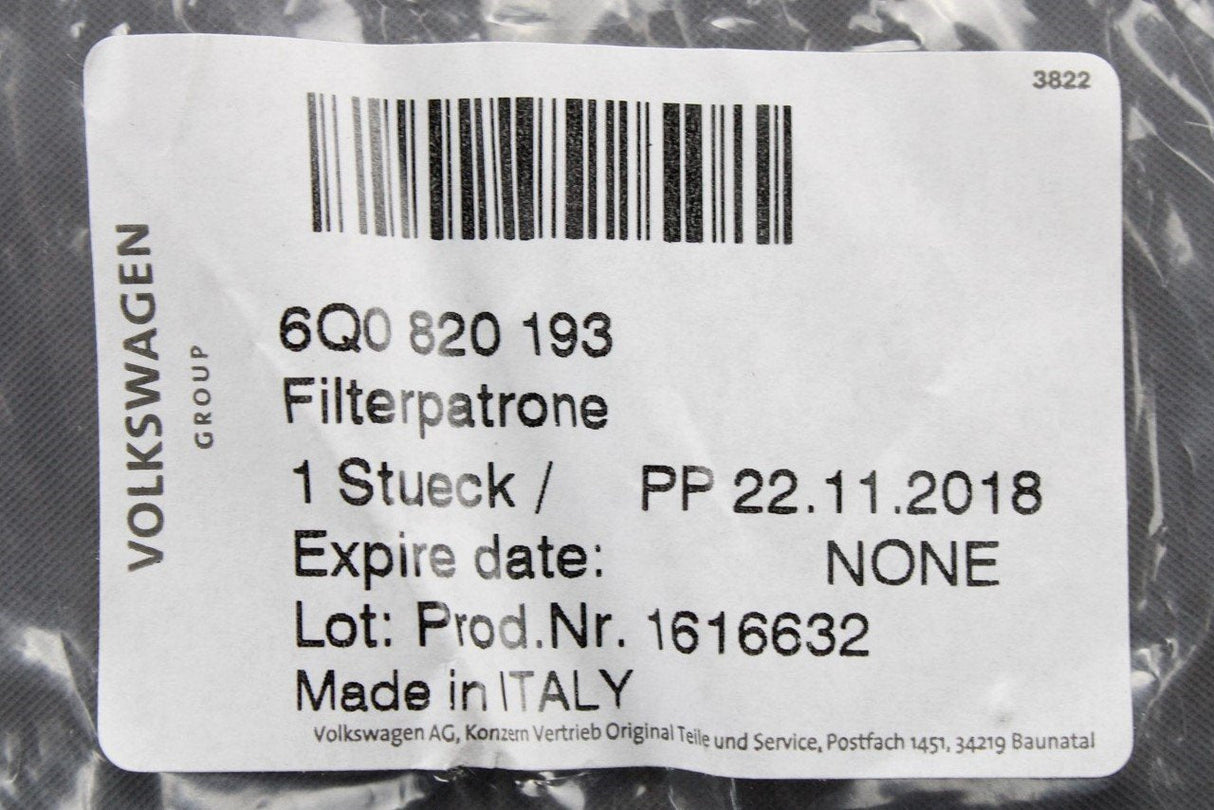 3822
VOLKSWAGEN
GROUP
6Q0 820 193
Filterpatrone
1 Stueck / PP 22.11.2018
Expire date: NONE
Lot: Prod.Nr. 1616632
Made in ITALY
Volkswagen AG, Konzern Vertrieb Original Teile und Service, Postfach 1451, 34219 Baunatal